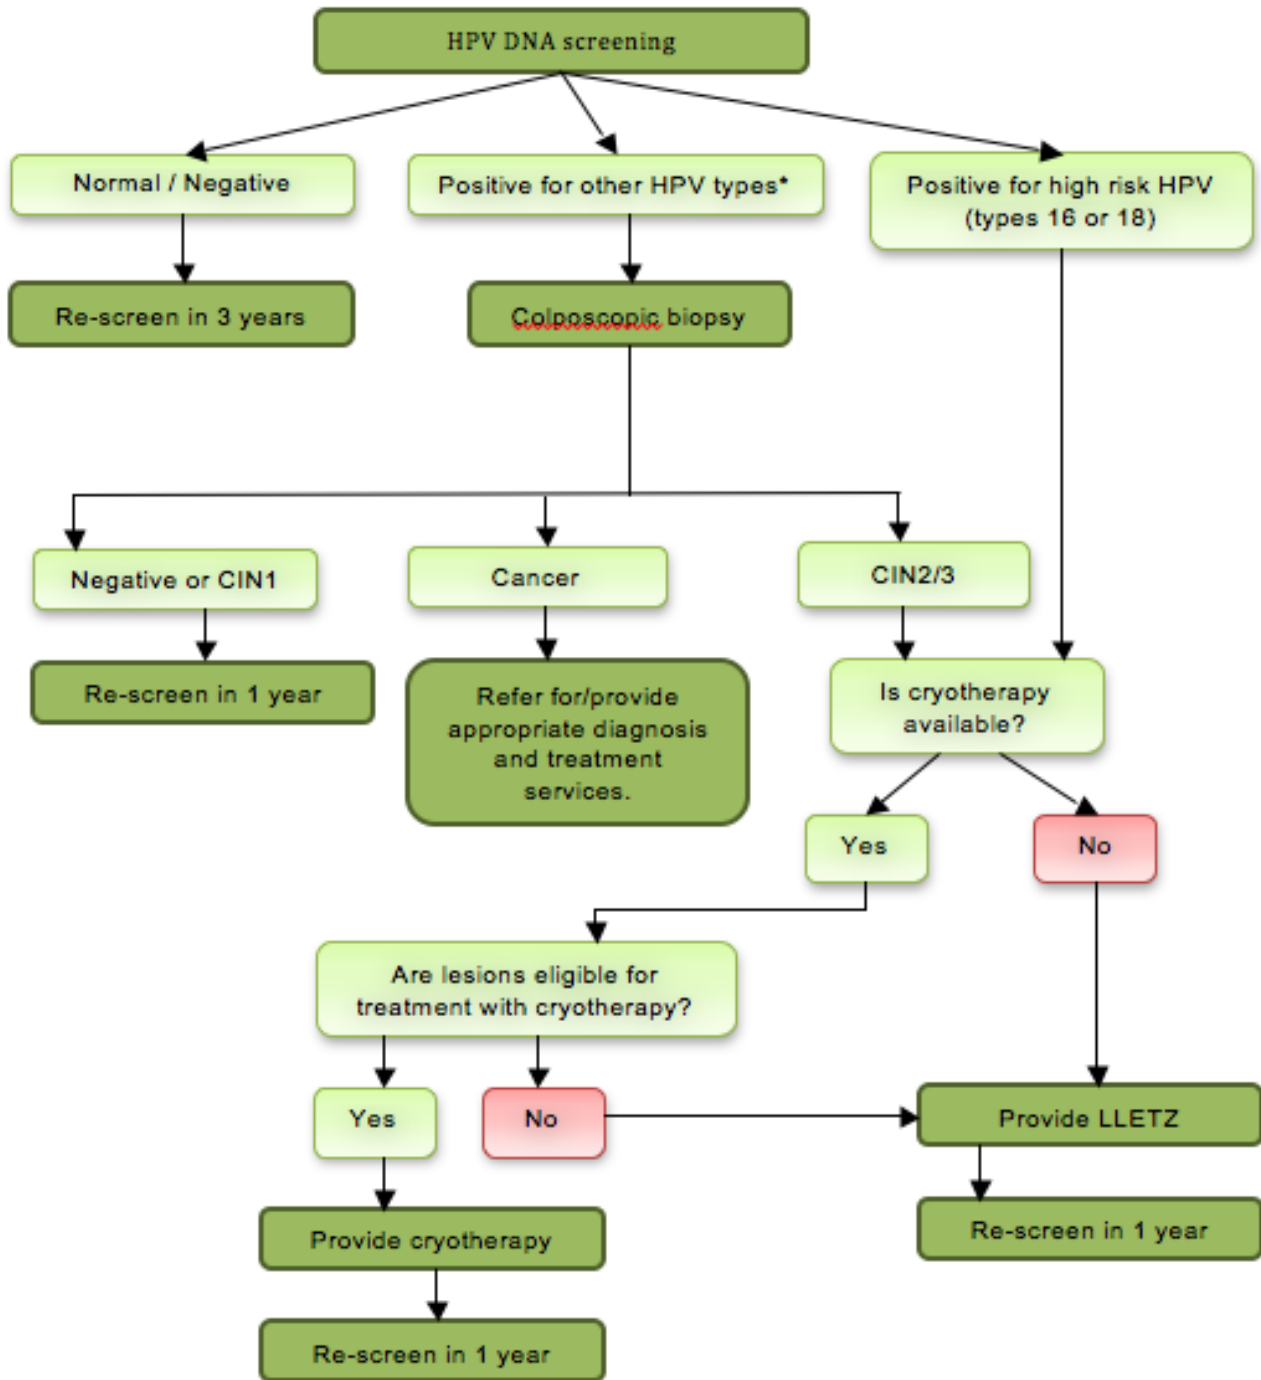 HPV DNA screening
Normal / Negative
Positive for other HPV types*
Positive for high risk HPV
(types 16 or 18)
Re-screen in 3 years
Colposcopic biopsy
Negative or CIN1
Cancer
CIN2/3
Re-screen in 1 year
Refer for/provide
appropriate diagnosis
and treatment
services.
Is cryotherapy
available?
Yes
No
Are lesions eligible for
treatment with cryotherapy?
Yes
No
Provide LLETZ
Provide cryotherapy
Re-screen in 1 year
Re-screen in 1 year